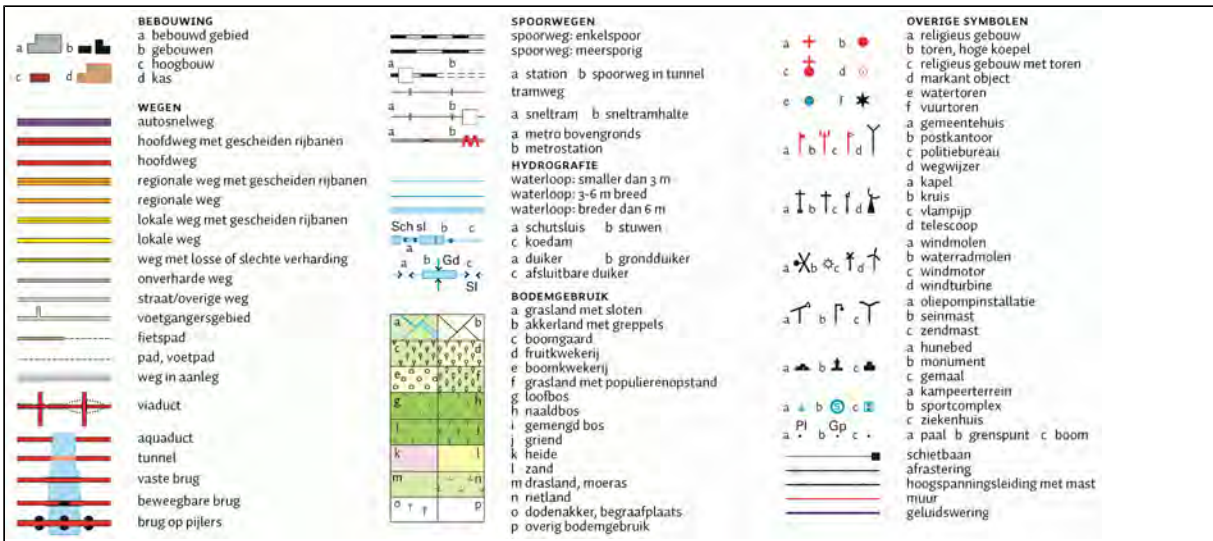 BEBOUWING
a bebouwd gebied
a b
b gebouwen
c hoogbouw
c d
d kas
WEGEN
autosnelweg
hoofdweg met gescheiden rijbanen
hoofdweg
regionale weg met gescheiden rijbanen
regionale weg
lokale weg met gescheiden rijbanen
lokale weg
weg met losse of slechte verharding
onverharde weg
straat/overige weg
voetgangersgebied
fietspad
pad, voetpad
weg in aanleg
viaduct
aquaduct
tunnel
vaste brug
beweegbare brug
brug op pijlers
SPOORWEGEN
spoorweg: enkelspoor
spoorweg: meersporig
a b
a station b spoorweg in tunnel
tramweg
a b
a sneltram b sneltramhalte
a b
a metro bovengronds
b metrostation
HYDROGRAFIE
waterloop: smaller dan 3 m
waterloop: 3-6 m breed
waterloop: breder dan 6 m
Sch sl b c
a schutsluis b stuwen
c koedam
a
a b Gd c
a duiker b grondduiker
c afsluitbare duiker
Sl
BODEMGEBRUIK
a b
a grasland met sloten
b akkerland met greppels
c d
c boomgaard
d fruitkwekerij
e f
e boomkwekerij
f grasland met populierenopstand
g h
g loofbos
h naaldbos
i j
i gemengd bos
j griend
k l
k heide
l zand
m n
m drasland, moeras
n rietland
o p
o dodenakker, begraafplaats
p overig bodemgebruik
OVERIGE SYMBOLEN
a religieus gebouw
a b
b toren, hoge koepel
c religieus gebouw met toren
c d
d markant object
e watertoren
e f
f vuurtoren
a gemeentehuis
b postkantoor
a b c d
c politiebureau
d wegwijzer
a kapel
b kruis
a b c d
c vlampijp
d telescoop
a windmolen
b waterradmolen
a b c d
c windmotor
d windturbine
a oliepompinstallatie
a b c
b seinmast
c zendmast
a hunebed
a b c
b monument
c gemaal
a kampeerterrein
a b S c H
b sportcomplex
c ziekenhuis
Pl Gp
a b c
a paal b grenspunt c boom
schietbaan
afrastering
hoogspanningsleiding met mast
muur
geluidswering